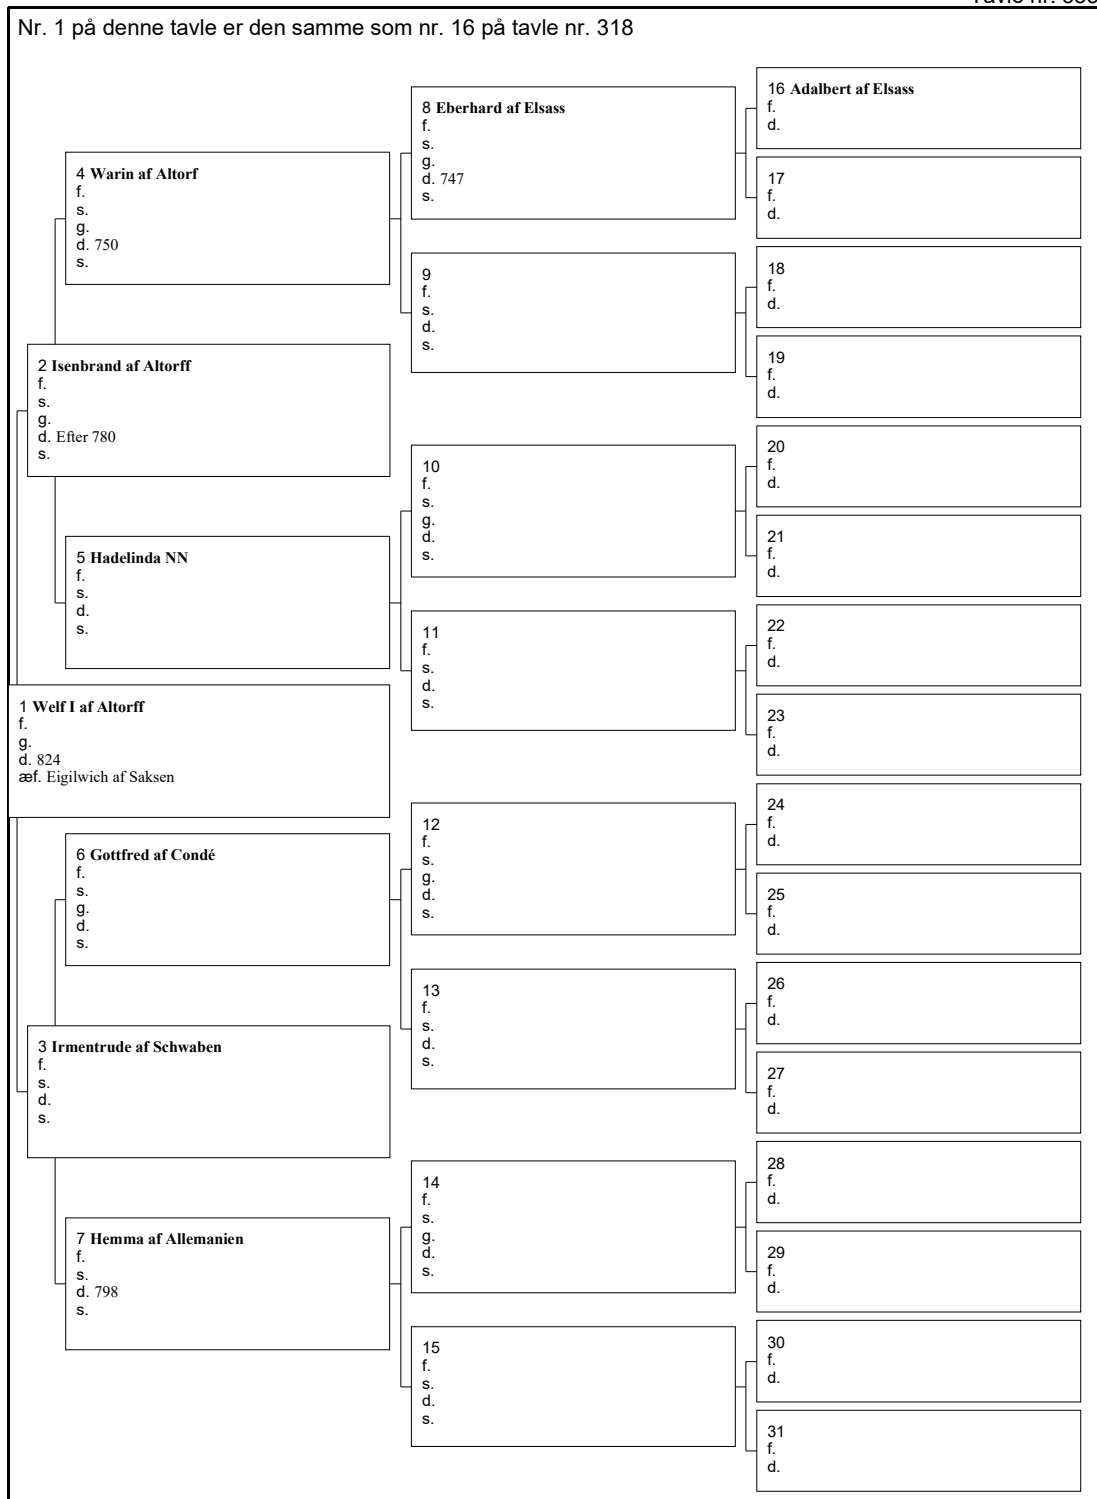 Nr. 1 på denne tavle er den samme som nr. 16 på tavle nr. 318
16 Adalbert af Elsass
f.
d.
8 Eberhard af Elsass
f.
s.
g.
d. 747
s.
17
f.
d.
4 Warin af Altorf
f.
s.
g.
d. 750
s.
18
f.
d.
9
f.
s.
d.
s.
19
f.
d.
2 Isenbrand af Altorff
f.
s.
g.
d. Efter 780
s.
20
f.
d.
10
f.
s.
g.
d.
s.
21
f.
d.
5 Hadelinda NN
f.
s.
d.
s.
22
f.
d.
11
f.
s.
d.
s.
23
f.
d.
1 Welf I af Altorff
f.
g.
d. 824
æf. Eigilwich af Saksen
24
f.
d.
12
f.
s.
g.
d.
s.
6 Gottfred af Condé
f.
s.
g.
d.
s.
25
f.
d.
26
f.
d.
13
f.
s.
d.
s.
3 Irmentrude af Schwaben
f.
s.
d.
s.
27
f.
d.
28
f.
d.
14
f.
s.
g.
d.
s.
7 Hemma af Allemanien
f.
s.
d. 798
s.
29
f.
d.
30
f.
d.
15
f.
s.
d.
s.
31
f.
d.